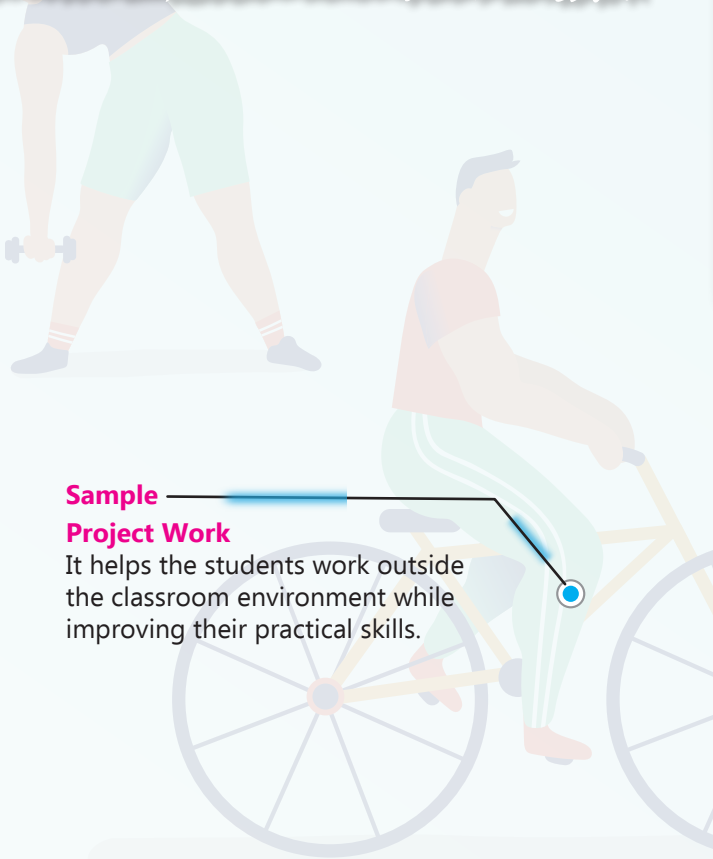 Sample
Project Work
It helps the students work outside
the classroom environment while
improving their practical skills.